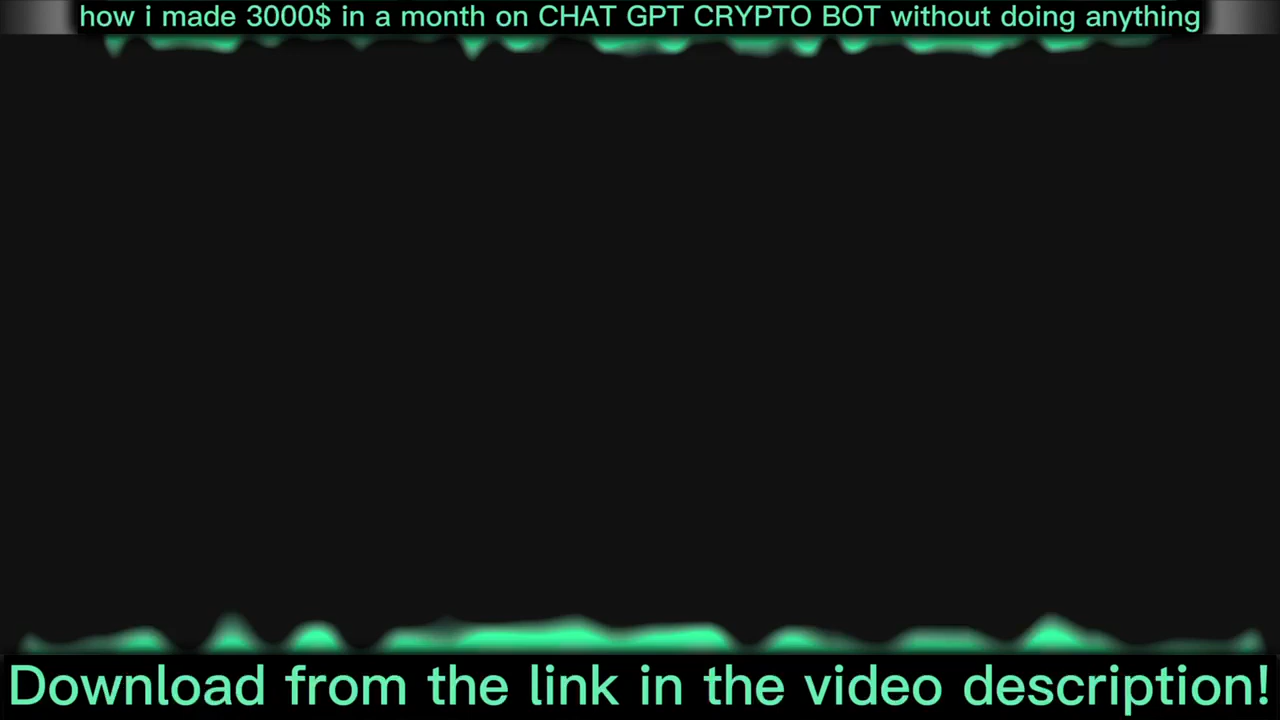 how i made 3000$ in a month on CHAT GPT CRYPTO BOT without doing anything
Download from the link in the video description!